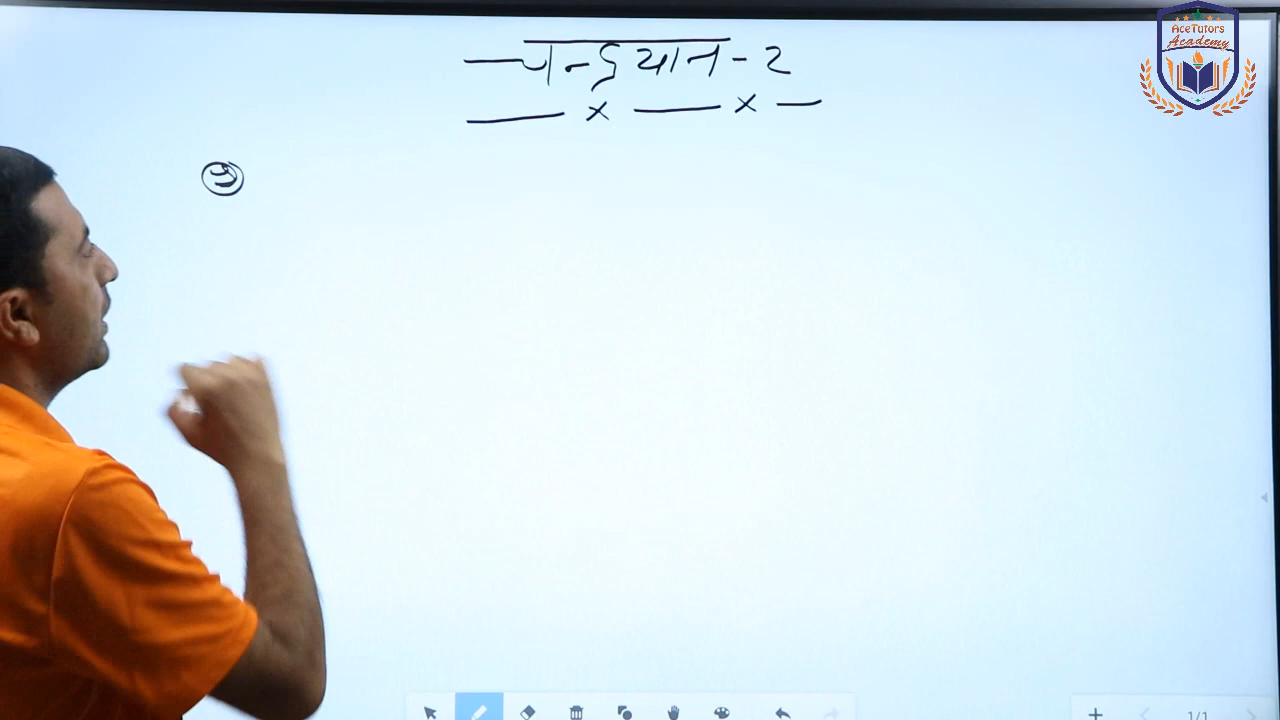 चन्द्रयान-2
— × — × —
AceTutors
Academy
1/1